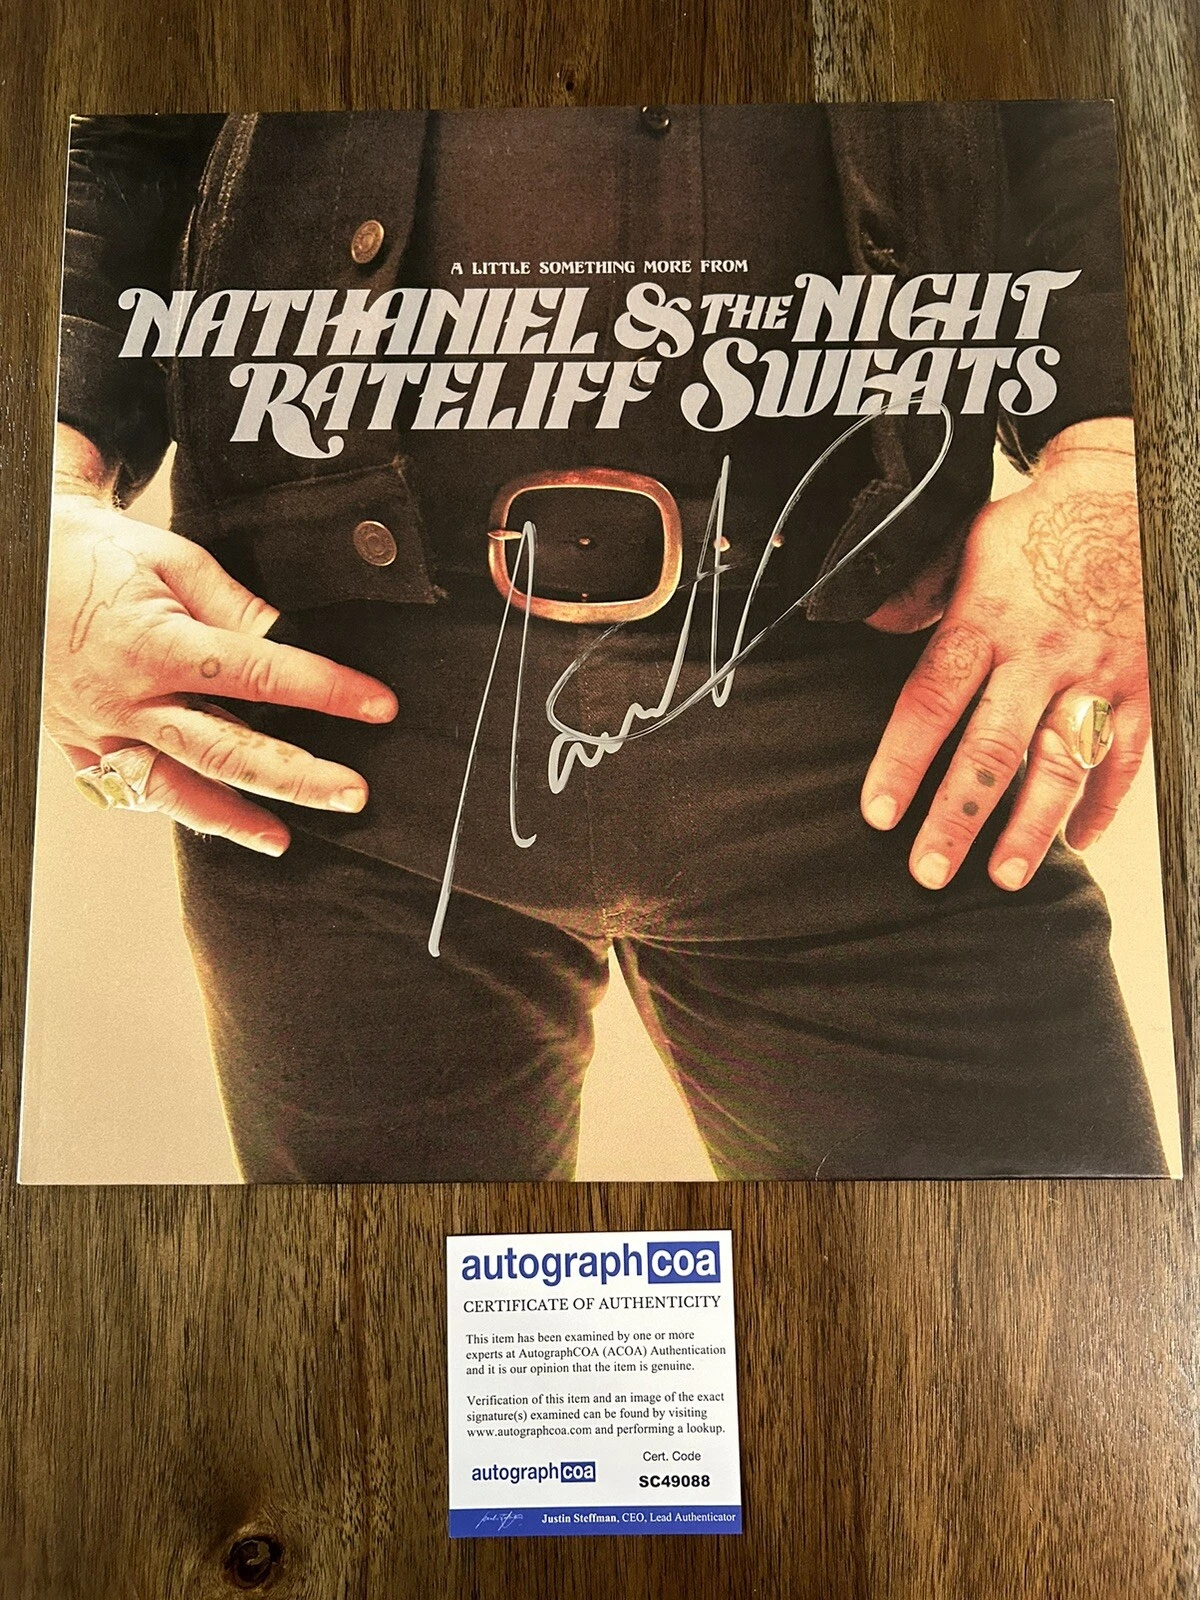 A LITTLE SOMETHING MORE FROM
NATHANIEL & THE NIGHT
RATELIFF SWEATS
autographcoa
CERTIFICATE OF AUTHENTICITY
This item has been examined by one or more
experts at AutographCOA (ACOA) Authentication
and it is our opinion that the item is genuine.
Verification of this item and an image of the exact
signature(s) examined can be found by visiting
www.autographcoa.com and performing a lookup.
Cert. Code
autographcoa
SC49088
Justin Steffman, CEO, Lead Authenticator